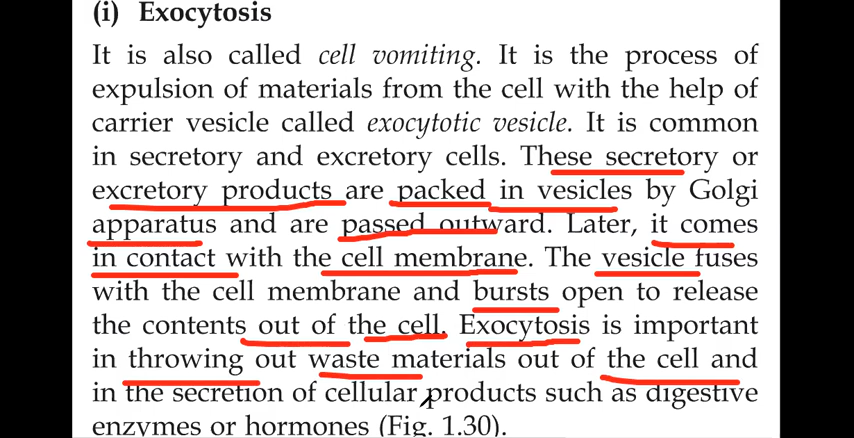 (i) Exocytosis
It is also called cell vomiting. It is the process of
expulsion of materials from the cell with the help of
carrier vesicle called exocytotic vesicle. It is common
in secretory and excretory cells. These secretory or
excretory products are packed in vesicles by Golgi
apparatus and are passed outward. Later, it comes
in contact with the cell membrane. The vesicle fuses
with the cell membrane and bursts open to release
the contents out of the cell. Exocytosis is important
in throwing out waste materials out of the cell and
in the secretion of cellular products such as digestive
enzymes or hormones (Fig. 1.30).